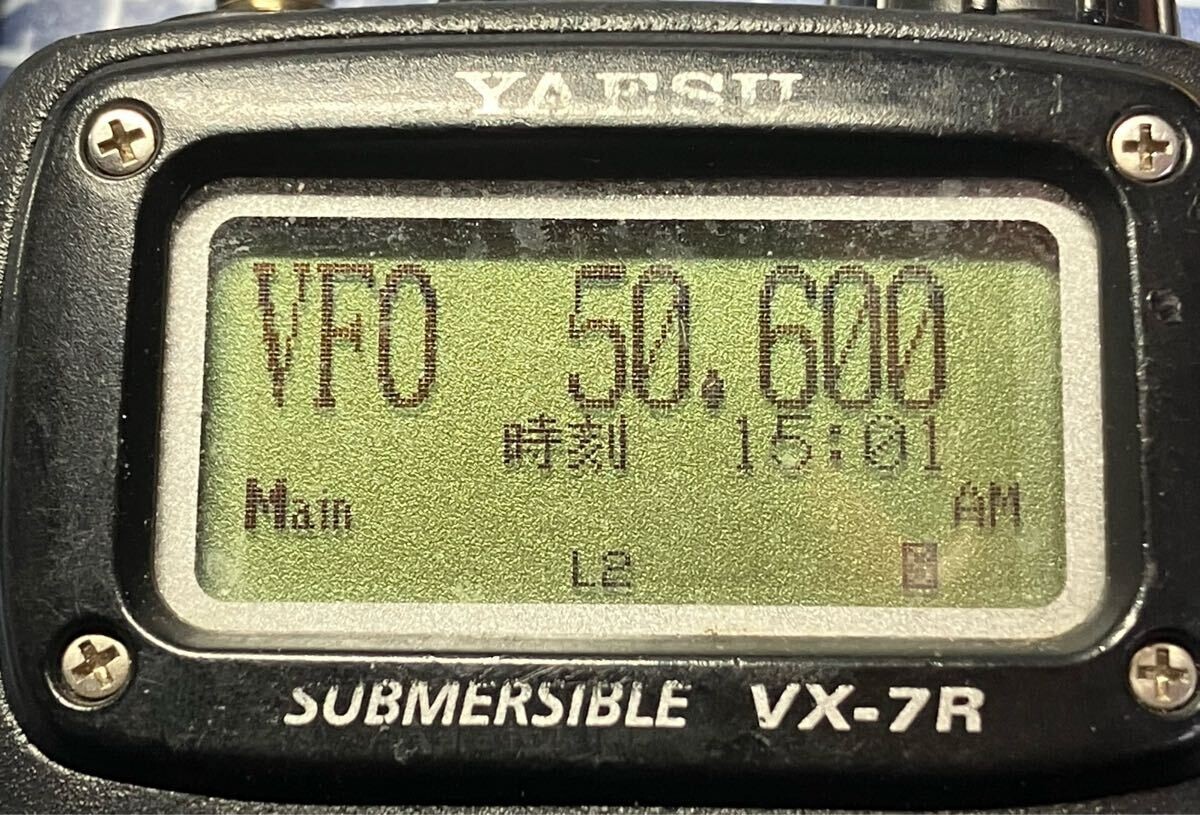 YAESU
VFO 50.600
時刻 15:01
Main AM
L2
SUBMERSIBLE VX-7R